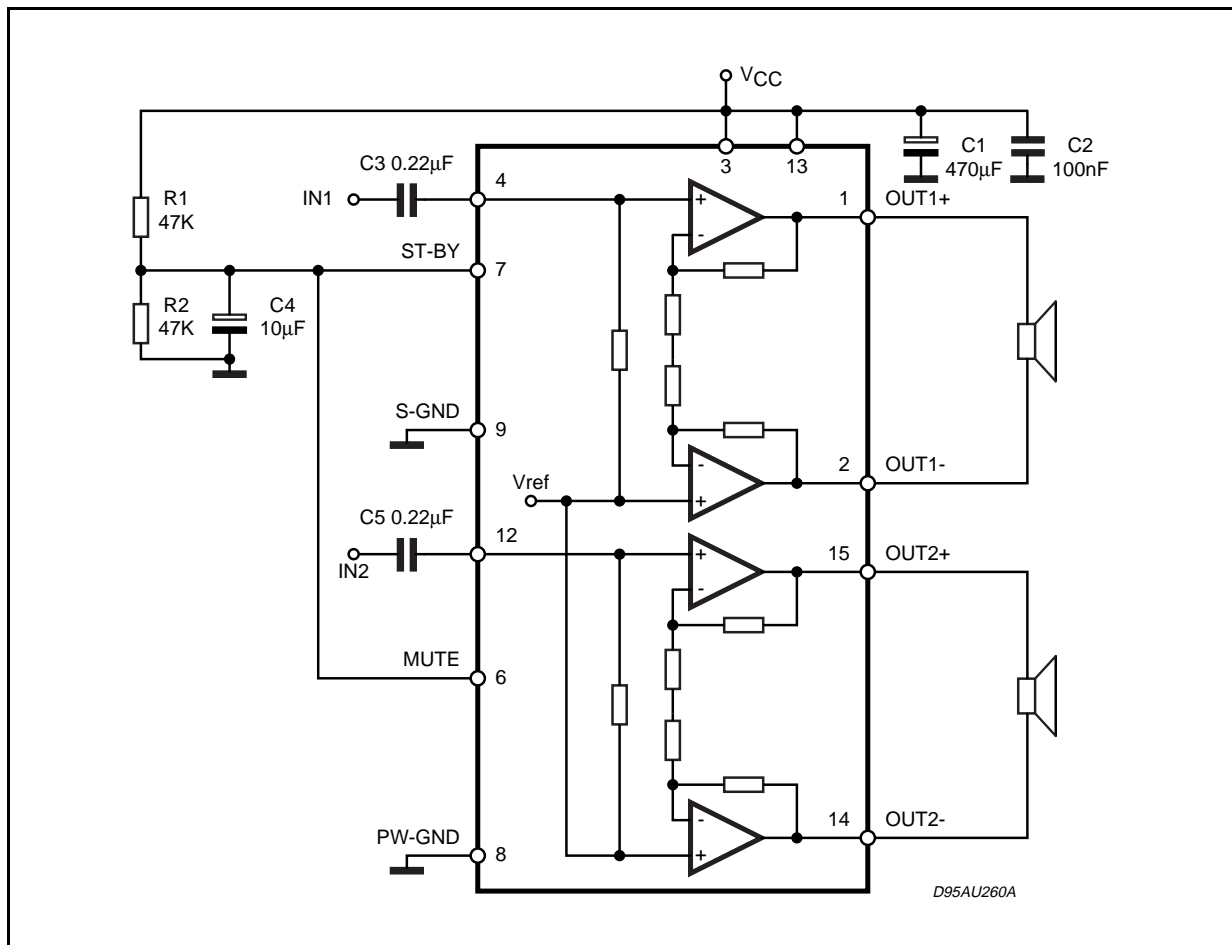 VCC
C3 0.22µF
4
3
13
C1
470µF
C2
100nF
IN1
1
OUT1+
+
-
R1
47K
ST-BY
7
R2
47K
C4
10µF
S-GND
9
-
+
2
OUT1-
Vref
C5 0.22µF
12
IN2
15
OUT2+
+
-
MUTE
6
-
+
14
OUT2-
PW-GND
8
D95AU260A